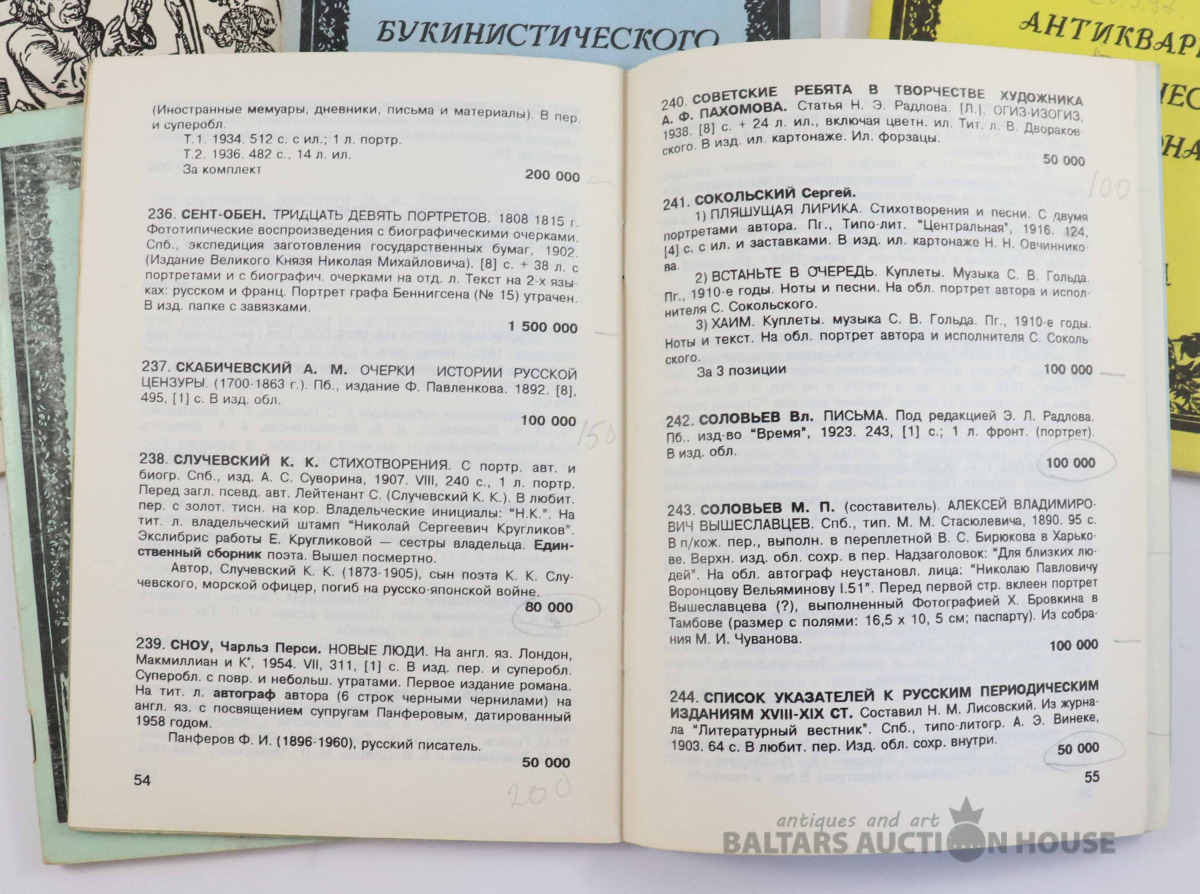 БУКИНИСТИЧЕСКОГО
АНТИКВАР
(Иностранные мемуары, дневники, письма и материалы). В пер.
и суперобл.
Т.1. 1934. 512 с. с ил.; 1 л. портр.
Т.2. 1936. 482 с., 14 л. ил.
За комплект
200 000
236. СЕНТ-ОБЕН. ТРИДЦАТЬ ДЕВЯТЬ ПОРТРЕТОВ. 1808 1815 г.
Фототипические воспроизведения с биографическими очерками.
Спб., экспедиция заготовления государственных бумаг, 1902.
(Издание Великого Князя Николая Михайловича). [8] с. + 38 л. с
портретами и с биографич. очерками на отд. л. Текст на 2-х язы-
ках: русском и франц. Портрет графа Беннигсена (№ 15) утрачен.
В изд. папке с завязками.
1 500 000
237. СКАБИЧЕВСКИЙ А. М. ОЧЕРКИ ИСТОРИИ РУССКОЙ
ЦЕНЗУРЫ. (1700-1863 г.). Пб., издание Ф. Павленкова. 1892. [8],
495, [1] с. В изд. обл.
100 000
150
238. СЛУЧЕВСКИЙ К. К. СТИХОТВОРЕНИЯ. С портр. авт. и
биогр. Спб., изд. А. С. Суворина, 1907. VIII, 240 с., 1 л. портр.
Перед загл. псевд. авт. Лейтенант С. (Случевский К. К.). В любит.
пер. с золот. тисн. на кор. Владельческие инициалы: "Н.К.". На
тит. л. владельческий штамп "Николай Сергеевич Кругликов".
Экслибрис работы Е. Кругликовой — сестры владельца. Един-
ственный сборник поэта. Вышел посмертно.
Автор, Случевский К. К. (1873-1905), сын поэта К. К. Слу-
чевского, морской офицер, погиб на русско-японской войне.
80 000
239. СНОУ, Чарльз Перси. НОВЫЕ ЛЮДИ. На англ. яз. Лондон,
Макмиллиан и К°, 1954. VII, 311, [1] с. В изд. пер. и суперобл.
Суперобл. с повр. и небольш. утратами. Первое издание романа.
На тит. л. автограф автора (6 строк черными чернилами) на
англ. яз. с посвящением супругам Панферовым, датированный
1958 годом.
Панферов Ф. И. (1896-1960), русский писатель.
50 000
54
200
240. СОВЕТСКИЕ РЕБЯТА В ТВОРЧЕСТВЕ ХУДОЖНИКА
А. Ф. ПАХОМОВА. Статья Н. Э. Радлова. [Л.], ОГИЗ-ИЗОГИЗ,
1938. [8] с. + 24 л. ил., включая цветн. ил. Тит. л. В. Двораков
ского. В изд. ил. картонаже. Ил. форзацы.
50 000
100
241. СОКОЛЬСКИЙ Сергей.
1) ПЛЯШУЩАЯ ЛИРИКА. Стихотворения и песни. С двумя
портретами автора. Пг., Типо-лит. "Центральная", 1916. 124,
[4] с. с ил. и заставками. В изд. ил. картонаже Н. Н. Овчиннико-
ва.
2) ВСТАНЬТЕ В ОЧЕРЕДЬ. Куплеты. Музыка С. В. Гольда.
Пг., 1910-е годы. Ноты и песни. На обл. портрет автора и испол-
нителя С. Сокольского.
3) ХАИМ. Куплеты. музыка С. В. Гольда. Пг., 1910-е годы.
Ноты и текст. На обл. портрет автора и исполнителя С. Соколь-
ского.
За 3 позиции 100 000
242. СОЛОВЬЕВ Вл. ПИСЬМА. Под редакцией Э. Л. Радлова.
Пб.. изд-во "Время", 1923. 243, [1] с.; 1 л. фронт. (портрет).
В изд. обл.
100 000
243. СОЛОВЬЕВ М. П. (составитель). АЛЕКСЕЙ ВЛАДИМИРО-
ВИЧ ВЫШЕСЛАВЦЕВ. Спб., тип. М. М. Стасюлевича, 1890. 95 с.
В п/кож. пер., выполн. в переплетной В. С. Бирюкова в Харько-
ве. Верхн. изд. обл. сохр. в пер. Надзаголовок: "Для близких лю-
дей". На обл. автограф неустановл. лица: "Николаю Павловичу
Воронцову Вельяминову I.51". Перед первой стр. вклеен портрет
Вышеславцева (?), выполненный Фотографией Х. Бровкина в
Тамбове (размер с полями: 16,5 х 10, 5 см; паспарту). Из собра-
ния М. И. Чуванова.
100 000
244. СПИСОК УКАЗАТЕЛЕЙ К РУССКИМ ПЕРИОДИЧЕСКИМ
ИЗДАНИЯМ XVIII-XIX СТ. Составил Н. М. Лисовский. Из журна-
ла "Литературный вестник". Спб., типо-литогр. А. Э. Винеке,
1903. 64 с. В любит. пер. Изд. обл. сохр. внутри.
50 000
55
antiques and art
BALTARS AUCTION HOUSE